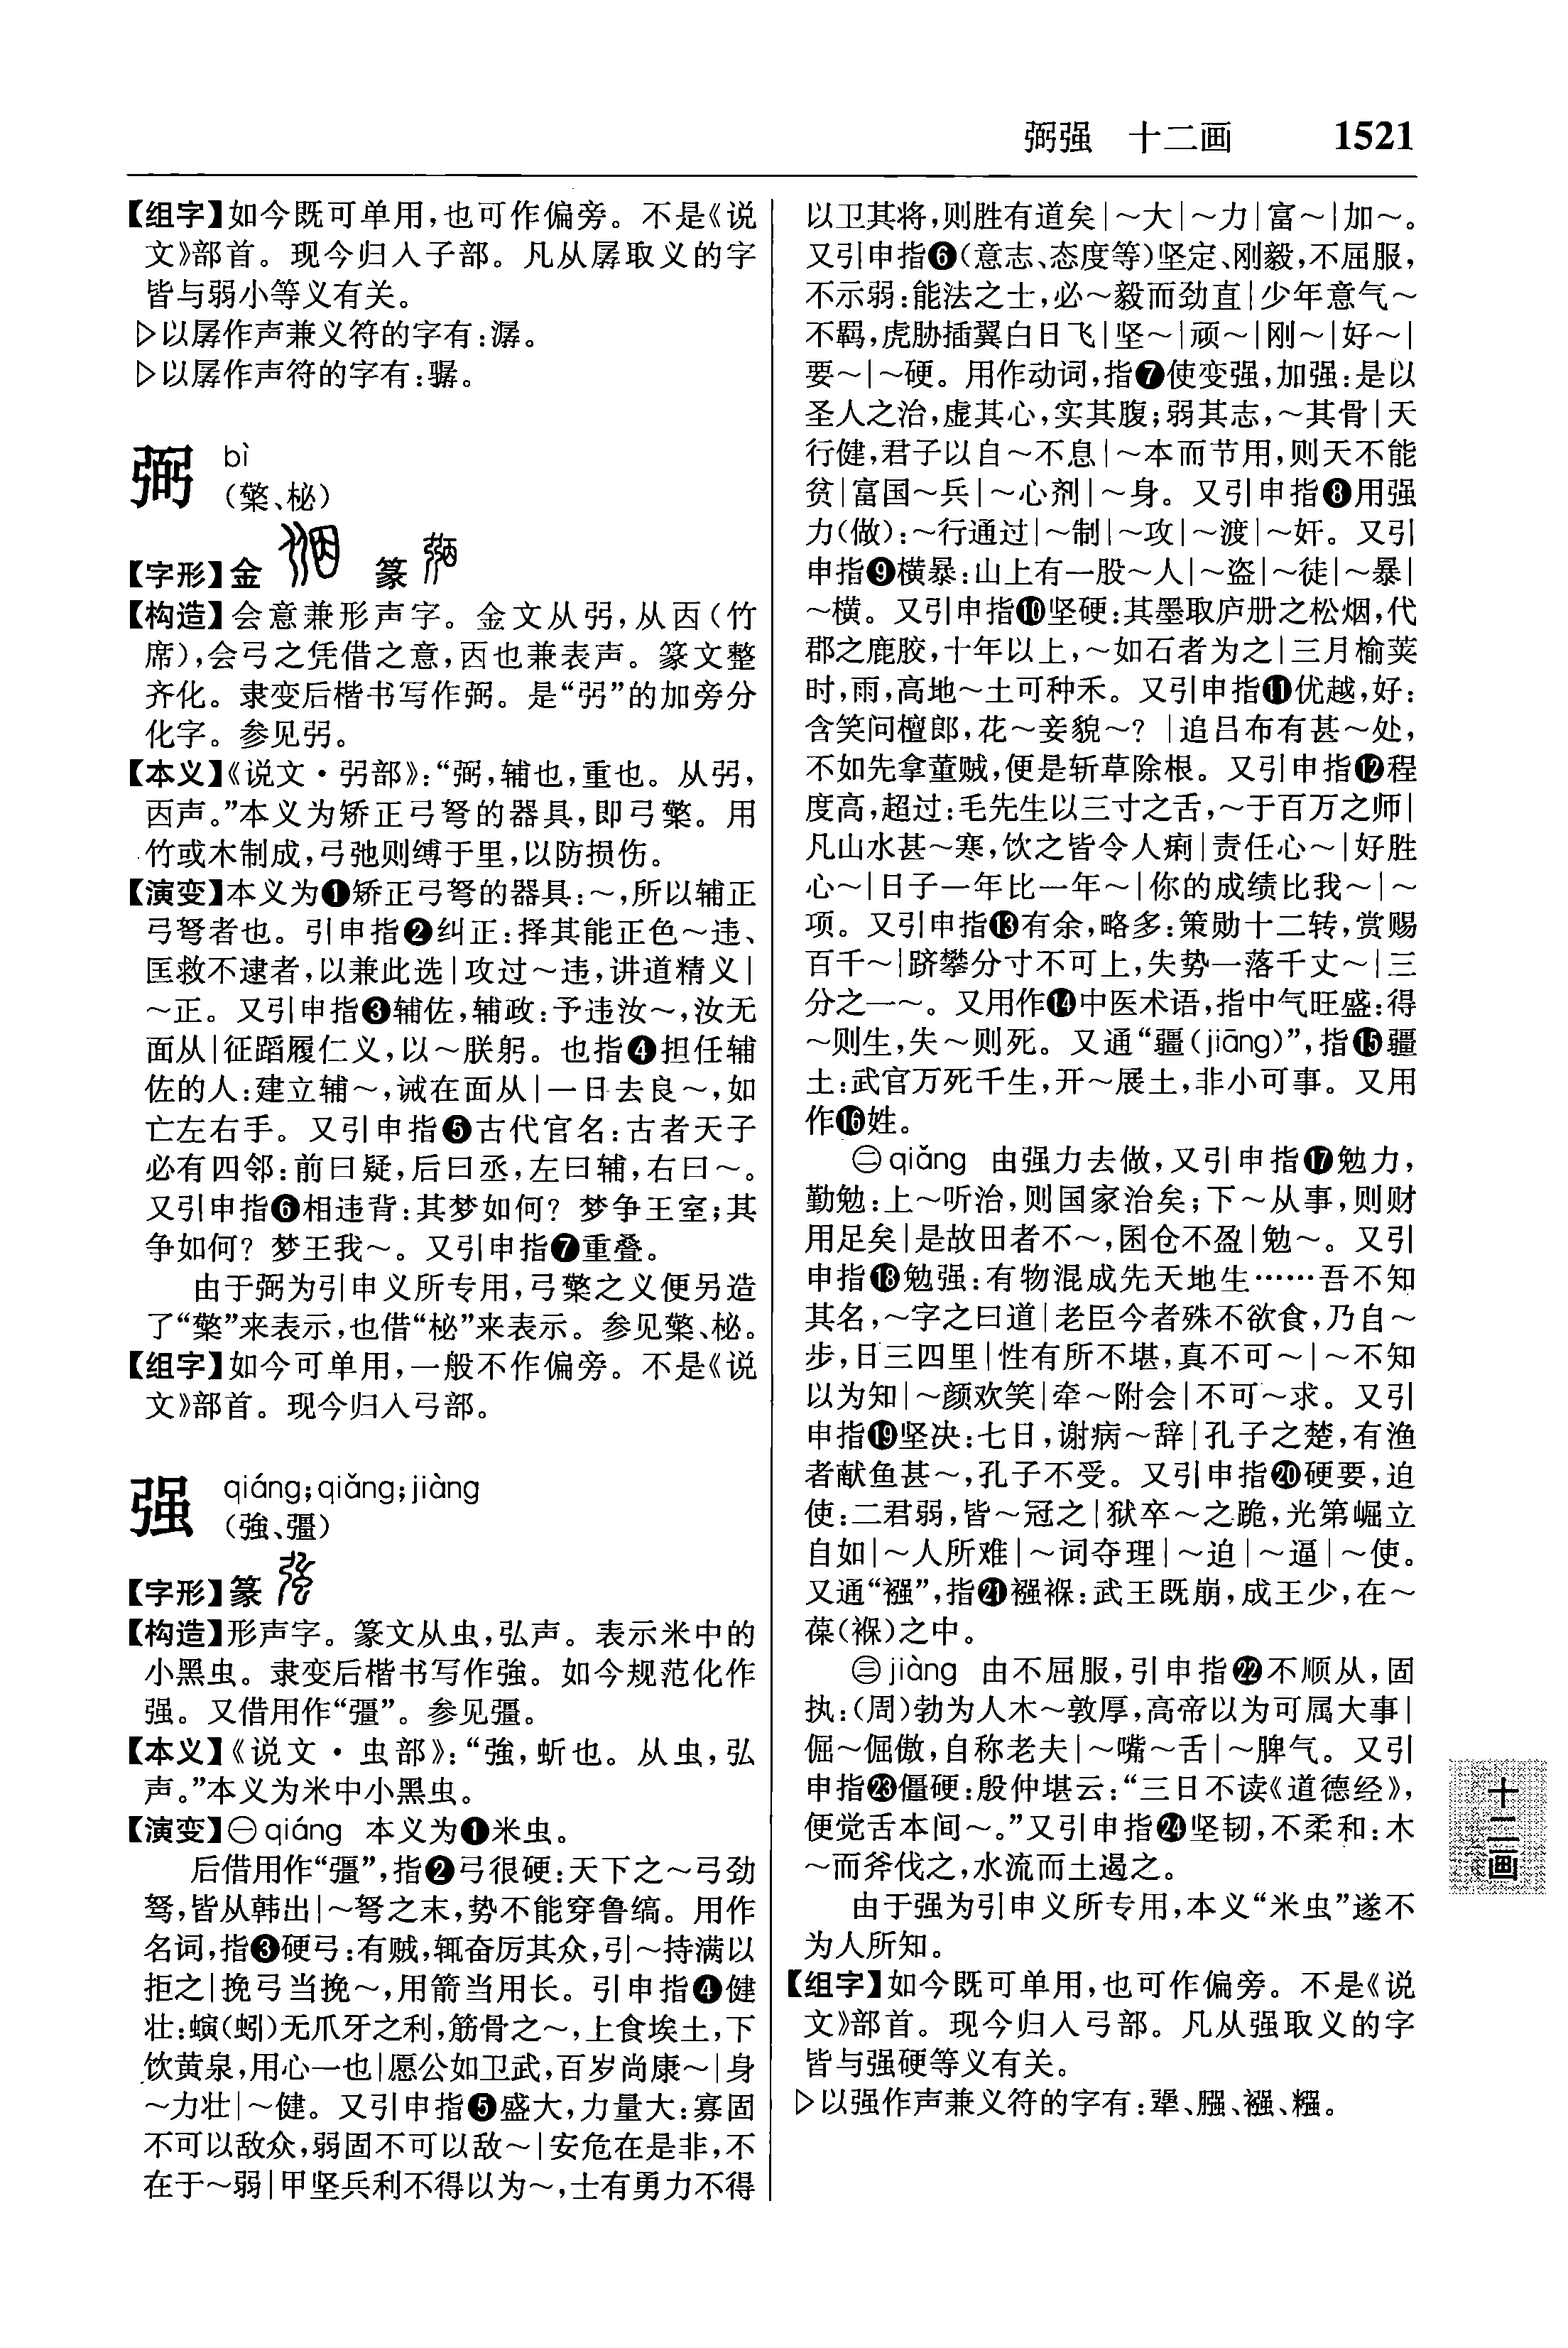 弼强 十二画 1521
【组字】如今既可单用,也可作偏旁。不是《说
文》部首。现今归入子部。凡从孱取义的字
皆与弱小等义有关。
▷以孱作声兼义符的字有:潺。
▷以孱作声符的字有:骣。
弼 bì
(檠、柲)
【字形】金 篆
【构造】会意兼形声字。金文从弜,从㐁(竹
席),会弓之凭借之意,㐁也兼表声。篆文整
齐化。隶变后楷书写作弼。是“弜”的加旁分
化字。参见弜。
【本义】《说文·弜部》:“弼,辅也,重也。从弜,
㐁声。”本义为矫正弓弩的器具,即弓檠。用
竹或木制成,弓弛则缚于里,以防损伤。
【演变】本义为❶矫正弓弩的器具:～,所以辅正
弓弩者也。引申指❷纠正:择其能正色～违、
匡救不逮者,以兼此选|攻过～违,讲道精义|
～正。又引申指❸辅佐,辅政:予违汝～,汝无
面从|征蹈履仁义,以～朕躬。也指❹担任辅
佐的人:建立辅～,诫在面从|一日去良～,如
亡左右手。又引申指❺古代官名:古者天子
必有四邻:前曰疑,后曰丞,左曰辅,右曰～。
又引申指❻相违背:其梦如何?梦争王室;其
争如何?梦王我～。又引申指❼重叠。
由于弼为引申义所专用,弓檠之义便另造
了“檠”来表示,也借“柲”来表示。参见檠、柲。
【组字】如今可单用,一般不作偏旁。不是《说
文》部首。现今归入弓部。
强 qiáng;qiǎng;jiàng
(強、彊)
【字形】篆
【构造】形声字。篆文从虫,弘声。表示米中的
小黑虫。隶变后楷书写作強。如今规范化作
强。又借用作“彊”。参见彊。
【本义】《说文·虫部》:“強,蚚也。从虫,弘
声。”本义为米中小黑虫。
【演变】㊀qiáng 本义为❶米虫。
后借用作“彊”,指❷弓很硬:天下之～弓劲
弩,皆从韩出|～弩之末,势不能穿鲁缟。用作
名词,指❸硬弓:有贼,辄奋厉其众,引～持满以
拒之|挽弓当挽～,用箭当用长。引申指❹健
壮:螾(蚓)无爪牙之利,筋骨之～,上食埃土,下
饮黄泉,用心一也|愿公如卫武,百岁尚康～|身
～力壮|～健。又引申指❺盛大,力量大:寡固
不可以敌众,弱固不可以敌～|安危在是非,不
在于～弱|甲坚兵利不得以为～,士有勇力不得
以卫其将,则胜有道矣|～大|～力|富～|加～。
又引申指❻(意志、态度等)坚定、刚毅,不屈服,
不示弱:能法之士,必～毅而劲直|少年意气～
不羁,虎胁插翼白日飞|坚～|顽～|刚～|好～|
要～|～硬。用作动词,指❼使变强,加强:是以
圣人之治,虚其心,实其腹;弱其志,～其骨|天
行健,君子以自～不息|～本而节用,则天不能
贫|富国～兵|～心剂|～身。又引申指❽用强
力(做):～行通过|～制|～攻|～渡|～奸。又引
申指❾横暴:山上有一股～人|～盗|～徒|～暴|
～横。又引申指❿坚硬:其墨取庐册之松烟,代
郡之鹿胶,十年以上,～如石者为之|三月榆荚
时,雨,高地～土可种禾。又引申指⓫优越,好:
含笑问檀郎,花～妾貌～?|追吕布有甚～处,
不如先拿董贼,便是斩草除根。又引申指⓬程
度高,超过:毛先生以三寸之舌,～于百万之师|
凡山水甚～寒,饮之皆令人痢|责任心～|好胜
心～|日子一年比一年～|你的成绩比我～|～
项。又引申指⓭有余,略多:策勋十二转,赏赐
百千～|跻攀分寸不可上,失势一落千丈～|三
分之一～。又用作⓮中医术语,指中气旺盛:得
～则生,失～则死。又通“疆(jiāng)”,指⓯疆
土:武官万死千生,开～展土,非小可事。又用
作⓰姓。
㊁qiǎng 由强力去做,又引申指⓱勉力,
勤勉:上～听治,则国家治矣;下～从事,则财
用足矣|是故田者不～,囷仓不盈|勉～。又引
申指⓲勉强:有物混成先天地生……吾不知
其名,～字之曰道|老臣今者殊不欲食,乃自～
步,日三四里|性有所不堪,真不可～|～不知
以为知|～颜欢笑|牵～附会|不可～求。又引
申指⓳坚决:七日,谢病～辞|孔子之楚,有渔
者献鱼甚～,孔子不受。又引申指⓴硬要,迫
使:二君弱,皆～冠之|狱卒～之跪,光第崛立
自如|～人所难|～词夺理|～迫|～逼|～使。
又通“襁”,指㉑襁褓:武王既崩,成王少,在～
葆(褓)之中。
㊂jiàng 由不屈服,引申指㉒不顺从,固
执:(周)勃为人木～敦厚,高帝以为可属大事|
倔～倨傲,自称老夫|～嘴～舌|～脾气。又引
申指㉓僵硬:殷仲堪云:“三日不读《道德经》,
便觉舌本间～。”又引申指㉔坚韧,不柔和:木
～而斧伐之,水流而土遏之。
由于强为引申义所专用,本义“米虫”遂不
为人所知。
【组字】如今既可单用,也可作偏旁。不是《说
文》部首。现今归入弓部。凡从强取义的字
皆与强硬等义有关。
▷以强作声兼义符的字有:犟、膙、襁、糨。
十二画